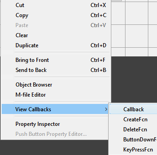 Cut Ctrl+X
Copy Ctrl+C
Paste Ctrl+V
Clear
Duplicate Ctrl+D
Bring to Front Ctrl+F
Send to Back Ctrl+B
Object Browser
M-file Editor
View Callbacks
Callback
CreateFcn
Property Inspector
DeleteFcn
Push Button Property Editor...
ButtonDownF
KeyPressFcn